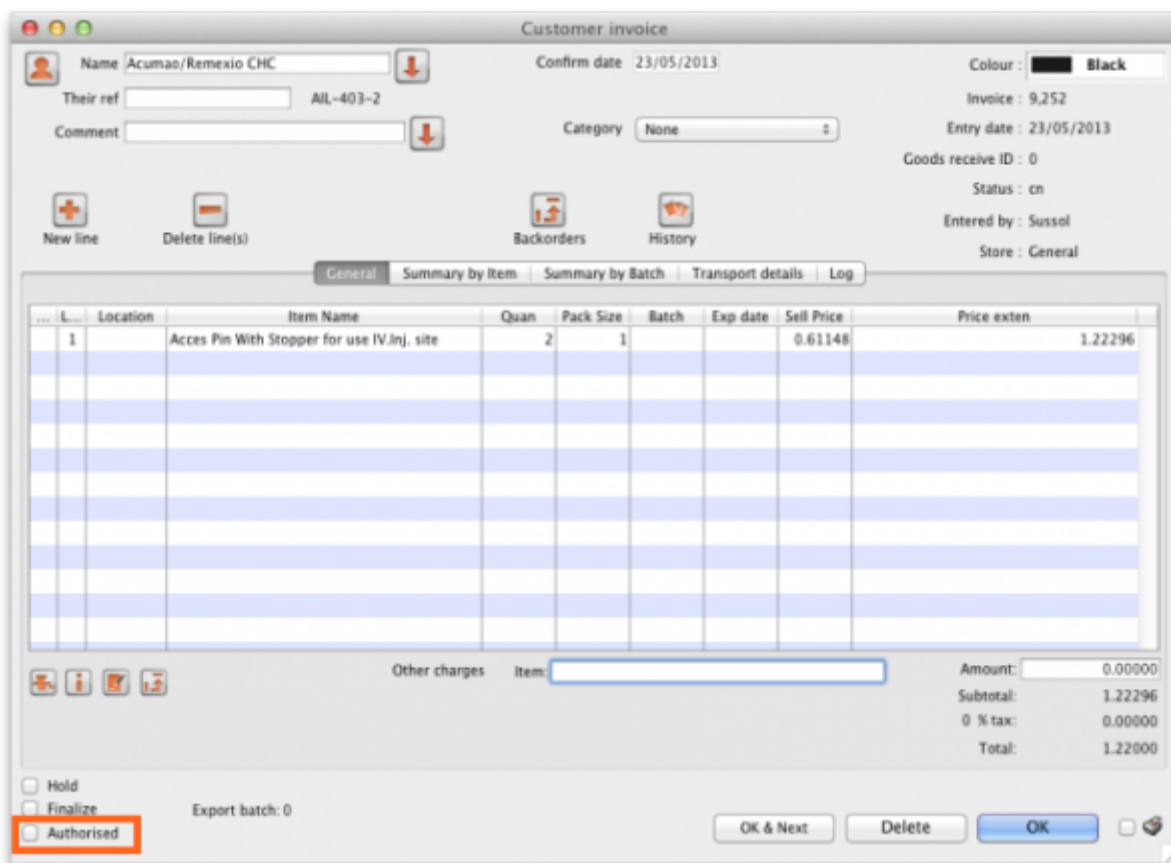 Customer invoice
Name Acumao/Remexio CHC
Confirm date 23/05/2013
Colour : Black
Their ref
AIL-403-2
Invoice : 9,252
Comment
Category None
Entry date : 23/05/2013
Goods receive ID : 0
Status : cn
New line
Delete line(s)
Backorders
History
Entered by : Sussol
Store : General
General Summary by Item Summary by Batch Transport details Log
... L... Location Item Name Quan Pack Size Batch Exp date Sell Price Price exten
1 Acces Pin With Stopper for use IV.Inj. site 2 1 0.61148 1.22296
Other charges Item:
Amount: 0.00000
Subtotal: 1.22296
0 % tax: 0.00000
Total: 1.22000
Hold
Finalize
Export batch: 0
Authorised
OK & Next
Delete
OK